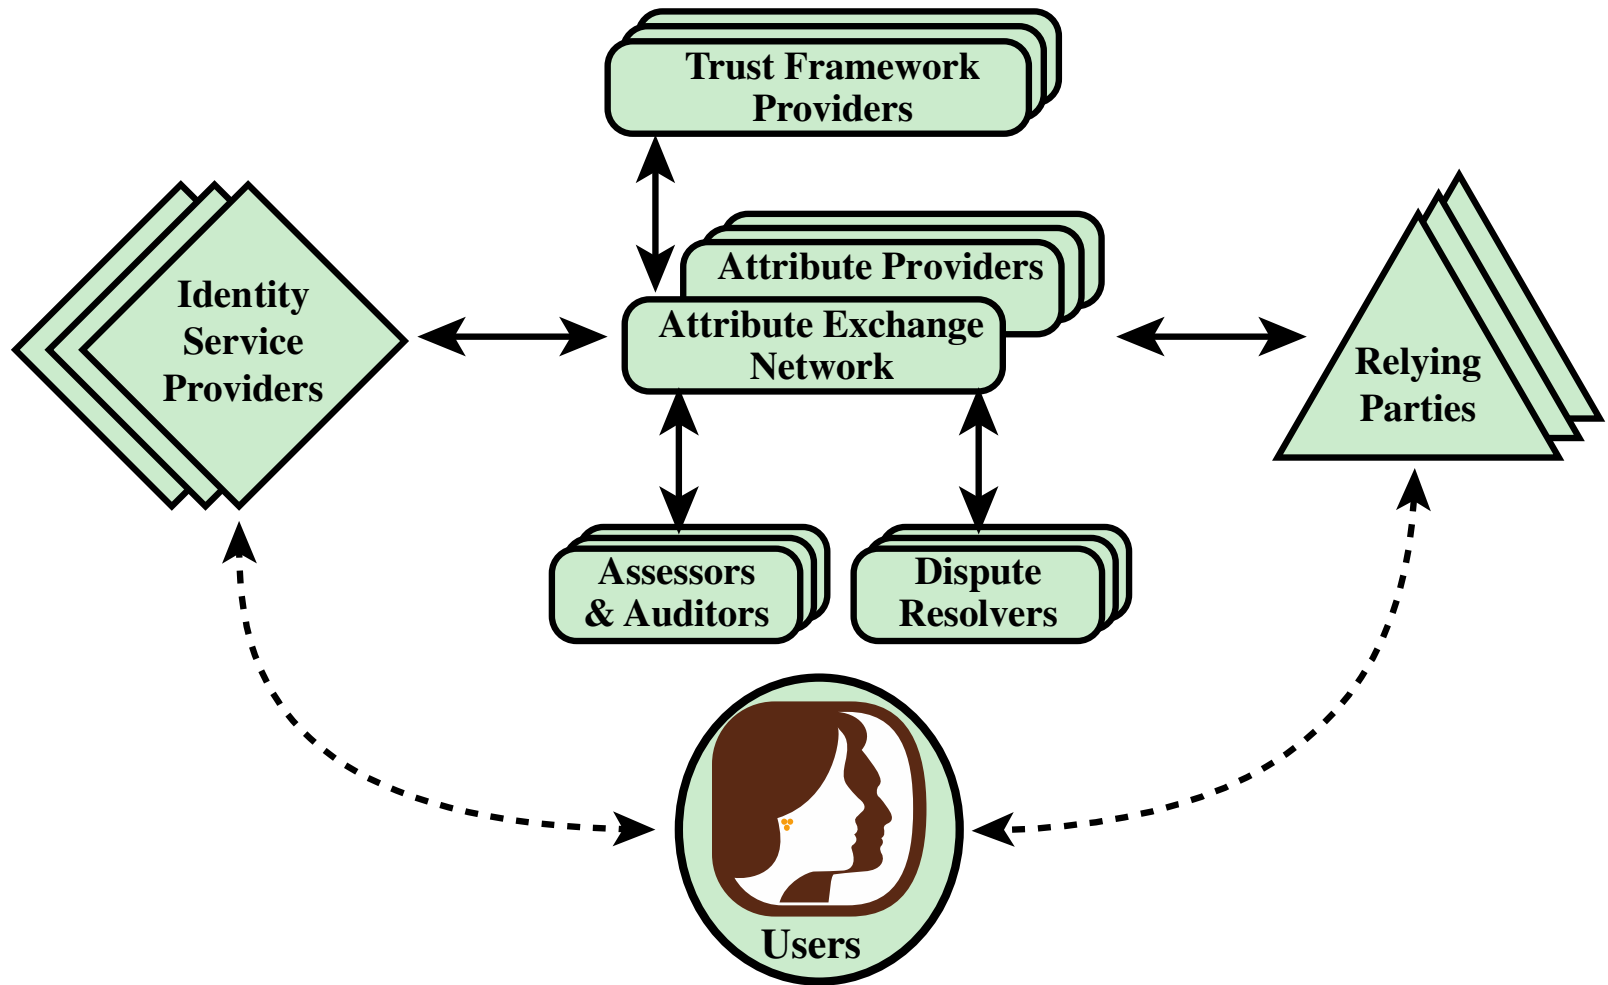 Trust Framework
Providers
Attribute Providers
Attribute Exchange
Network
Identity
Service
Providers
Relying
Parties
Assessors
& Auditors
Dispute
Resolvers
Users